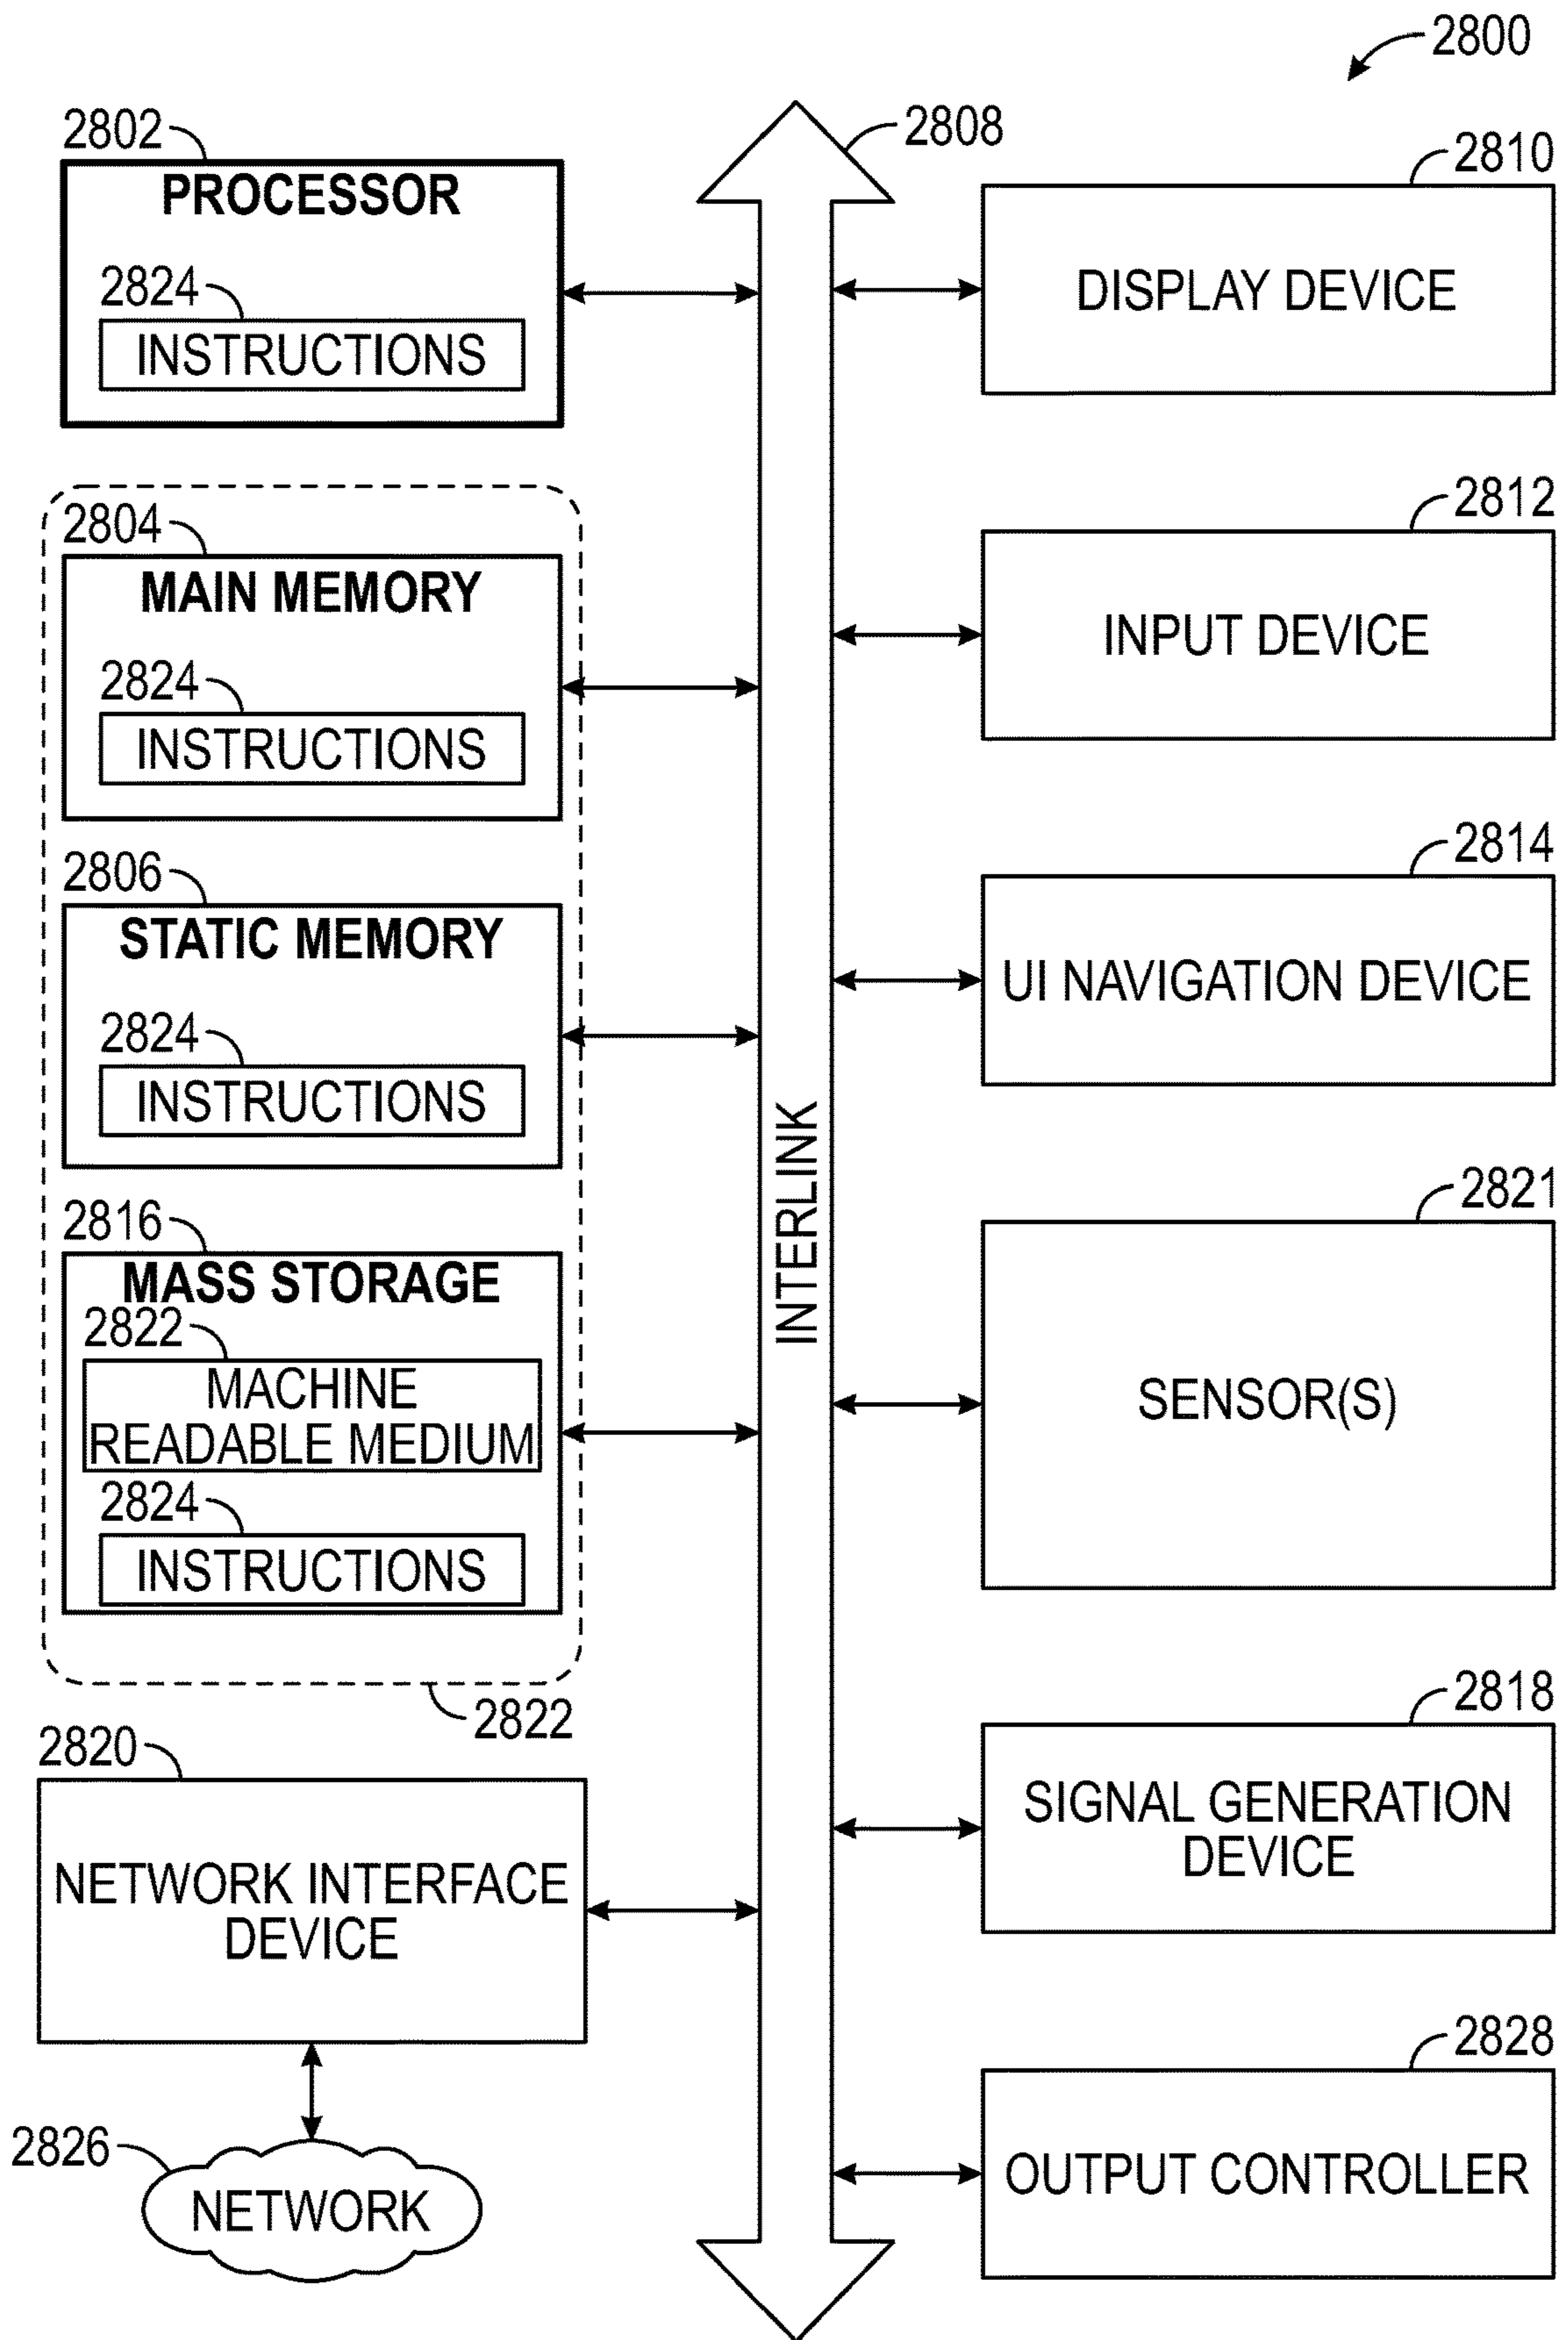 2800
2802
PROCESSOR
2824
INSTRUCTIONS
2804
MAIN MEMORY
2824
INSTRUCTIONS
2806
STATIC MEMORY
2824
INSTRUCTIONS
2816
MASS STORAGE
2822
MACHINE
READABLE MEDIUM
2824
INSTRUCTIONS
2822
2820
NETWORK INTERFACE
DEVICE
2826
NETWORK
2808
INTERLINK
2810
DISPLAY DEVICE
2812
INPUT DEVICE
2814
UI NAVIGATION DEVICE
2821
SENSOR(S)
2818
SIGNAL GENERATION
DEVICE
2828
OUTPUT CONTROLLER